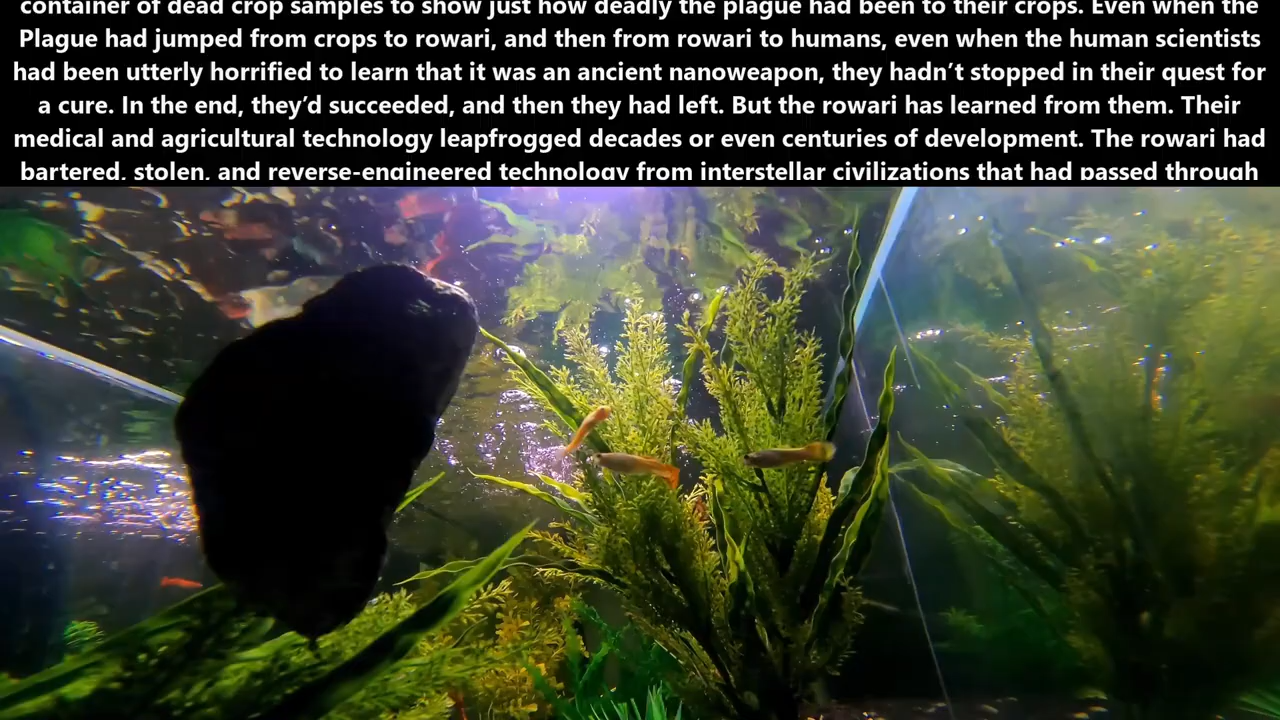 container of dead crop samples to show just how deadly the plague had been to their crops. Even when the
Plague had jumped from crops to rowari, and then from rowari to humans, even when the human scientists
had been utterly horrified to learn that it was an ancient nanoweapon, they hadn’t stopped in their quest for
a cure. In the end, they’d succeeded, and then they had left. But the rowari has learned from them. Their
medical and agricultural technology leapfrogged decades or even centuries of development. The rowari had
bartered, stolen, and reverse-engineered technology from interstellar civilizations that had passed through